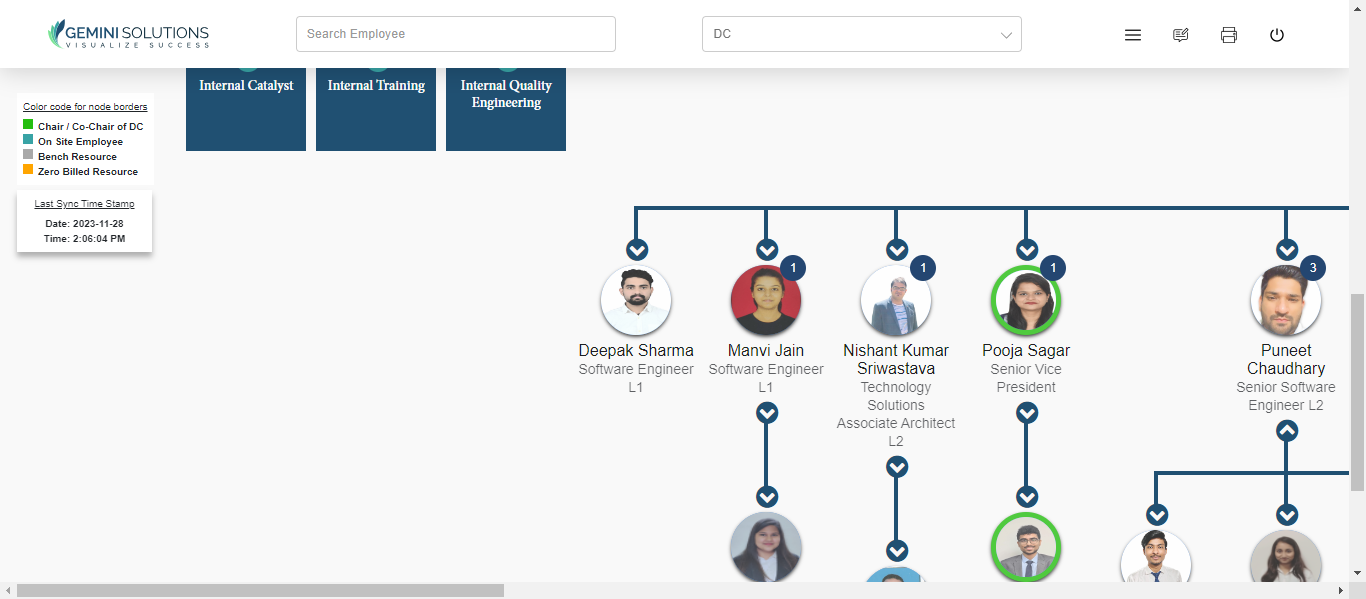 GEMINI SOLUTIONS
VISUALIZE SUCCESS
Search Employee
DC
Internal Catalyst
Internal Training
Internal Quality
Engineering
Color code for node borders
Chair / Co-Chair of DC
On Site Employee
Bench Resource
Zero Billed Resource
Last Sync Time Stamp
Date: 2023-11-28
Time: 2:06:04 PM
1
1
1
3
Deepak Sharma
Software Engineer
L1
Manvi Jain
Software Engineer
L1
Nishant Kumar
Sriwastava
Technology
Solutions
Associate Architect
L2
Pooja Sagar
Senior Vice
President
Puneet
Chaudhary
Senior Software
Engineer L2